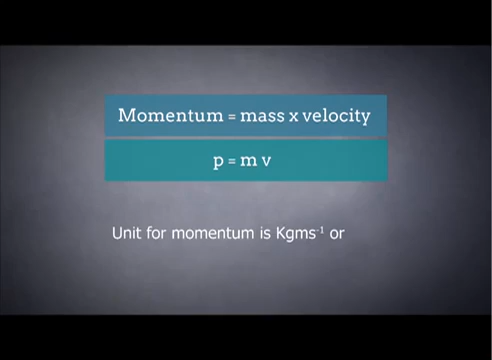 Momentum = mass x velocity
p = m v
Unit for momentum is Kgms⁻¹ or